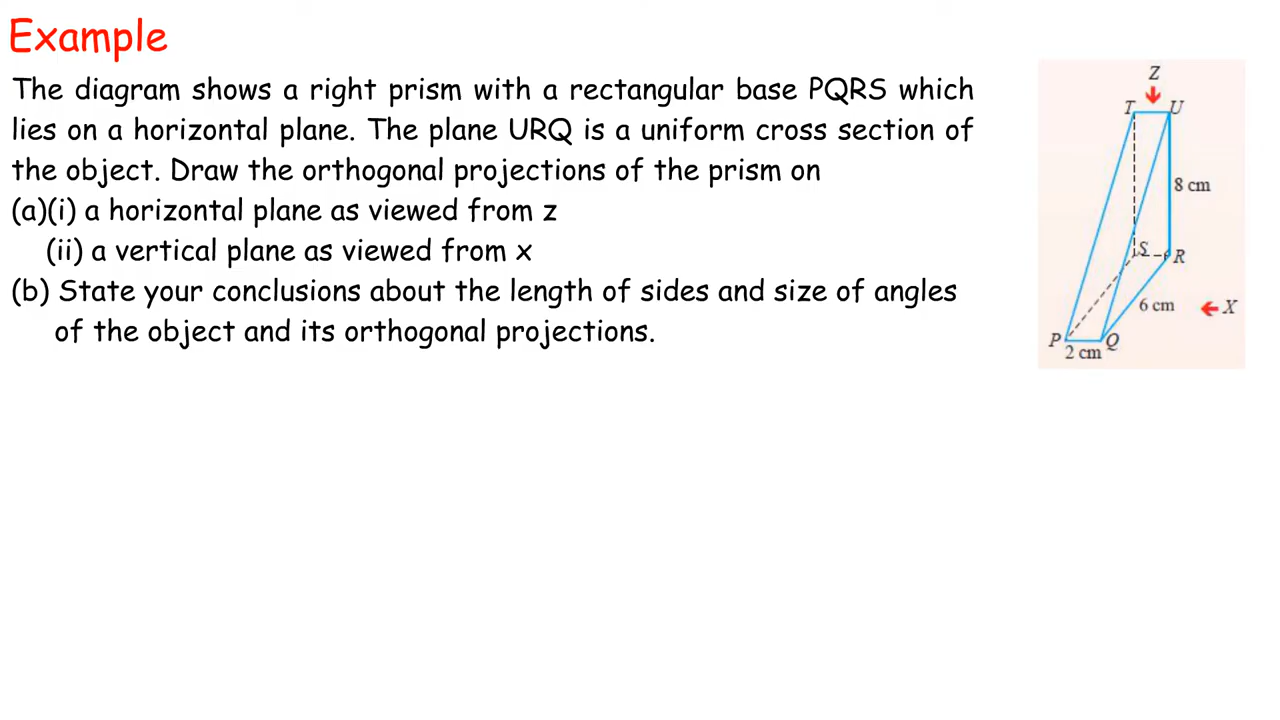 Example
The diagram shows a right prism with a rectangular base PQRS which
lies on a horizontal plane. The plane URQ is a uniform cross section of
the object. Draw the orthogonal projections of the prism on
(a)(i) a horizontal plane as viewed from z
(ii) a vertical plane as viewed from x
(b) State your conclusions about the length of sides and size of angles
of the object and its orthogonal projections.
Z
T U
8 cm
S R
6 cm
X
P Q
2 cm